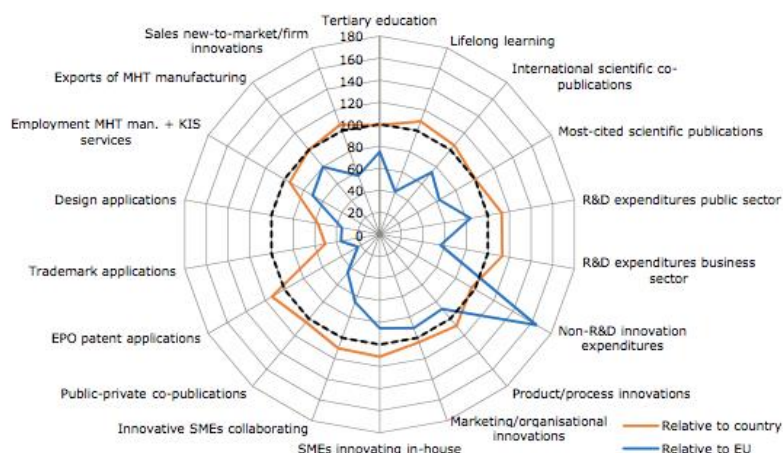 Tertiary education
180
160
140
120
100
80
60
40
20
0
Lifelong learning
International scientific co-
publications
Most-cited scientific publications
R&D expenditures public sector
R&D expenditures business
sector
Non-R&D innovation
expenditures
Product/process innovations
Marketing/organisational
innovations
SMEs innovating in-house
Innovative SMEs collaborating
Public-private co-publications
EPO patent applications
Trademark applications
Design applications
Employment MHT man. + KIS
services
Exports of MHT manufacturing
Sales new-to-market/firm
innovations
Relative to country
Relative to EU